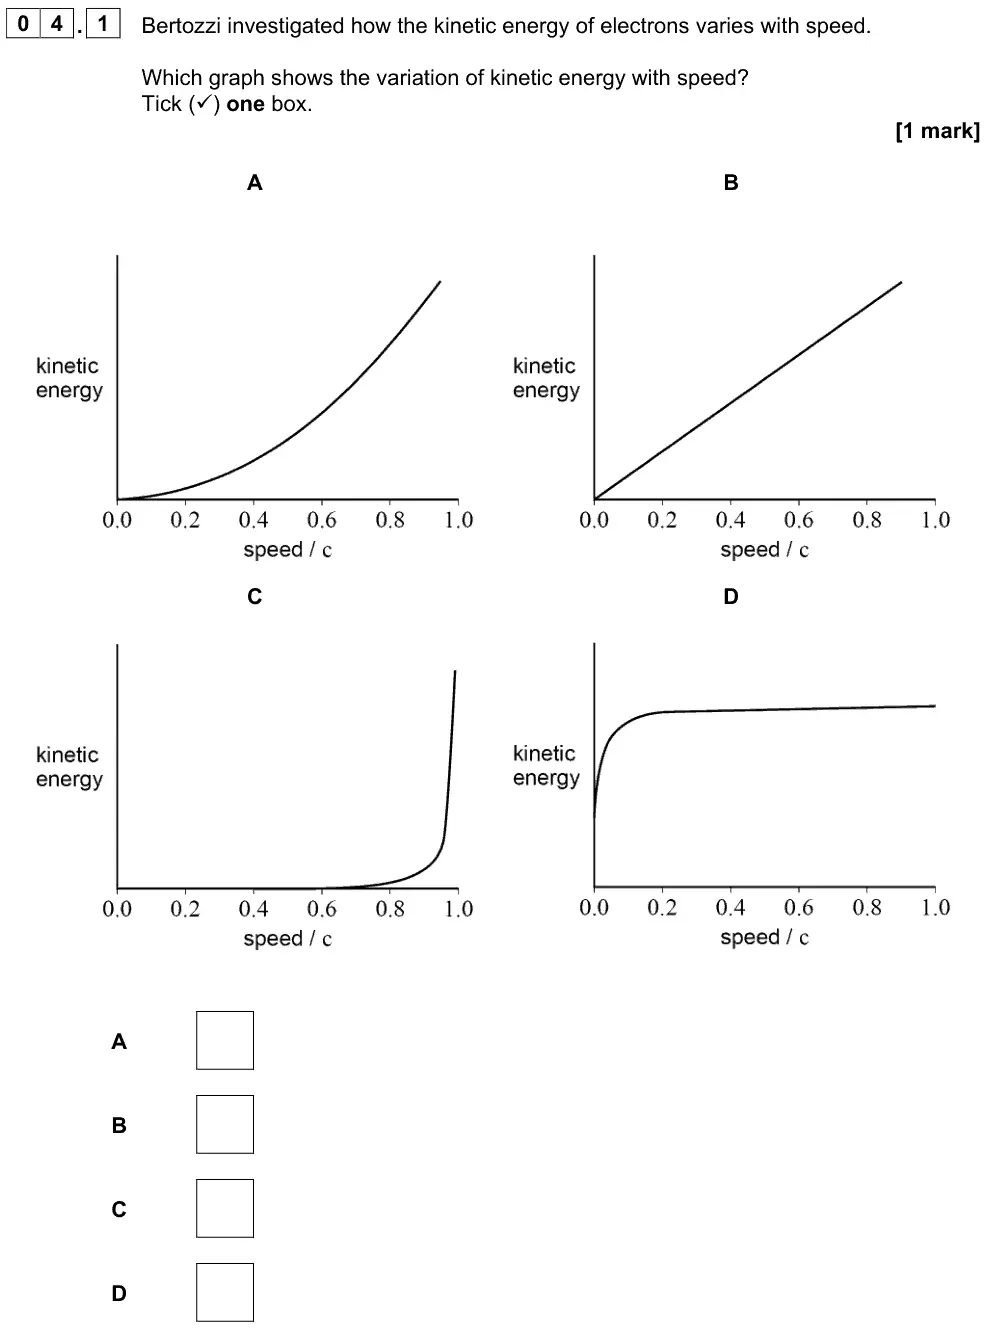 0 4 . 1 Bertozzi investigated how the kinetic energy of electrons varies with speed.
Which graph shows the variation of kinetic energy with speed?
Tick (✓) one box.
[1 mark]
A
kinetic
energy
0.0 0.2 0.4 0.6 0.8 1.0
speed / c
B
kinetic
energy
0.0 0.2 0.4 0.6 0.8 1.0
speed / c
C
kinetic
energy
0.0 0.2 0.4 0.6 0.8 1.0
speed / c
D
kinetic
energy
0.0 0.2 0.4 0.6 0.8 1.0
speed / c
A
B
C
D